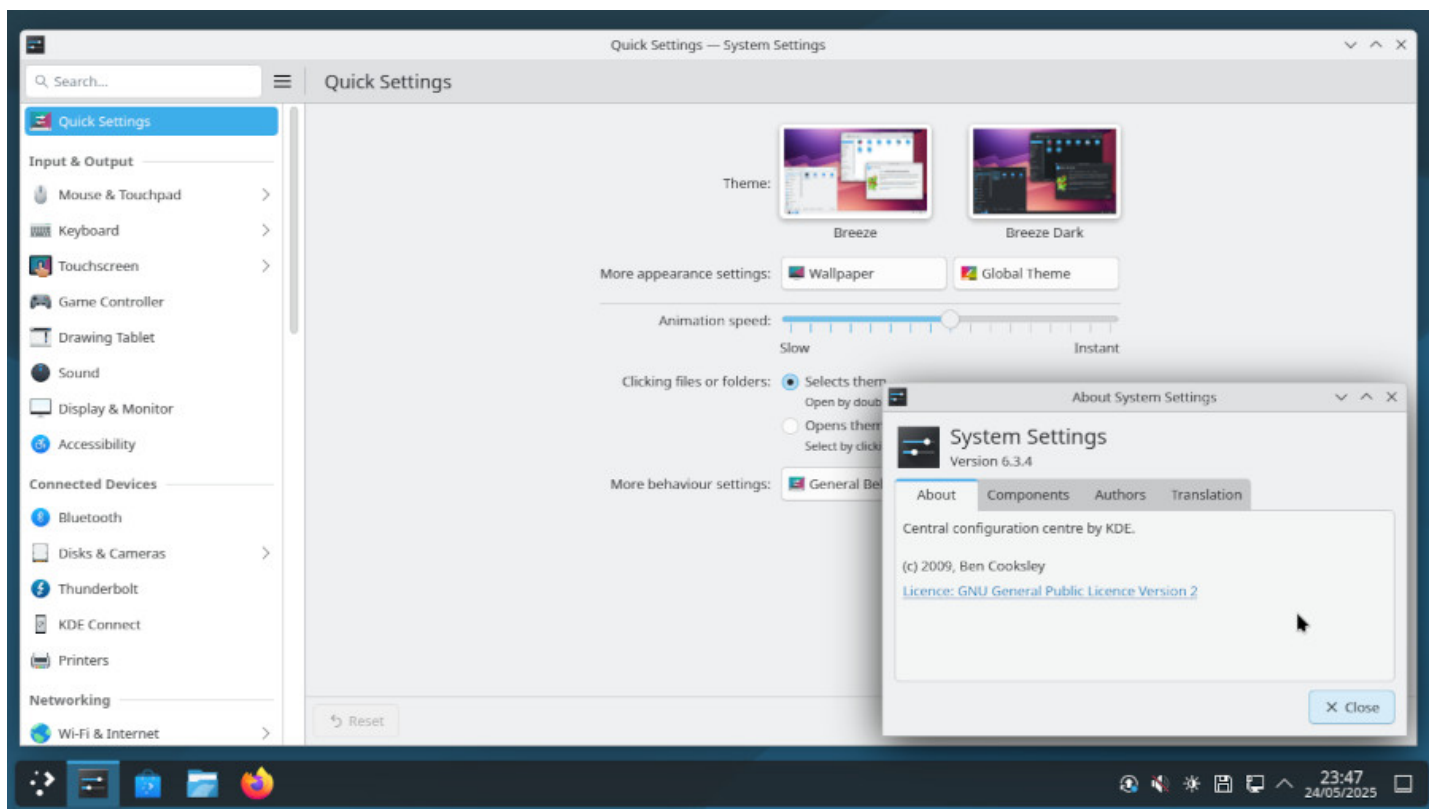 Quick Settings — System Settings
Search...
Quick Settings
Quick Settings
Input & Output
Mouse & Touchpad
Keyboard
Touchscreen
Game Controller
Drawing Tablet
Sound
Display & Monitor
Accessibility
Connected Devices
Bluetooth
Disks & Cameras
Thunderbolt
KDE Connect
Printers
Networking
Wi-Fi & Internet
Theme:
Breeze
Breeze Dark
More appearance settings:
Wallpaper
Global Theme
Animation speed:
Slow
Instant
Clicking files or folders:
Selects them
Open by doub
Opens them
Select by clicki
More behaviour settings:
General Bel
Reset
About System Settings
System Settings
Version 6.3.4
About
Components
Authors
Translation
Central configuration centre by KDE.
(c) 2009, Ben Cooksley
Licence: GNU General Public Licence Version 2
Close
23:47
24/05/2025